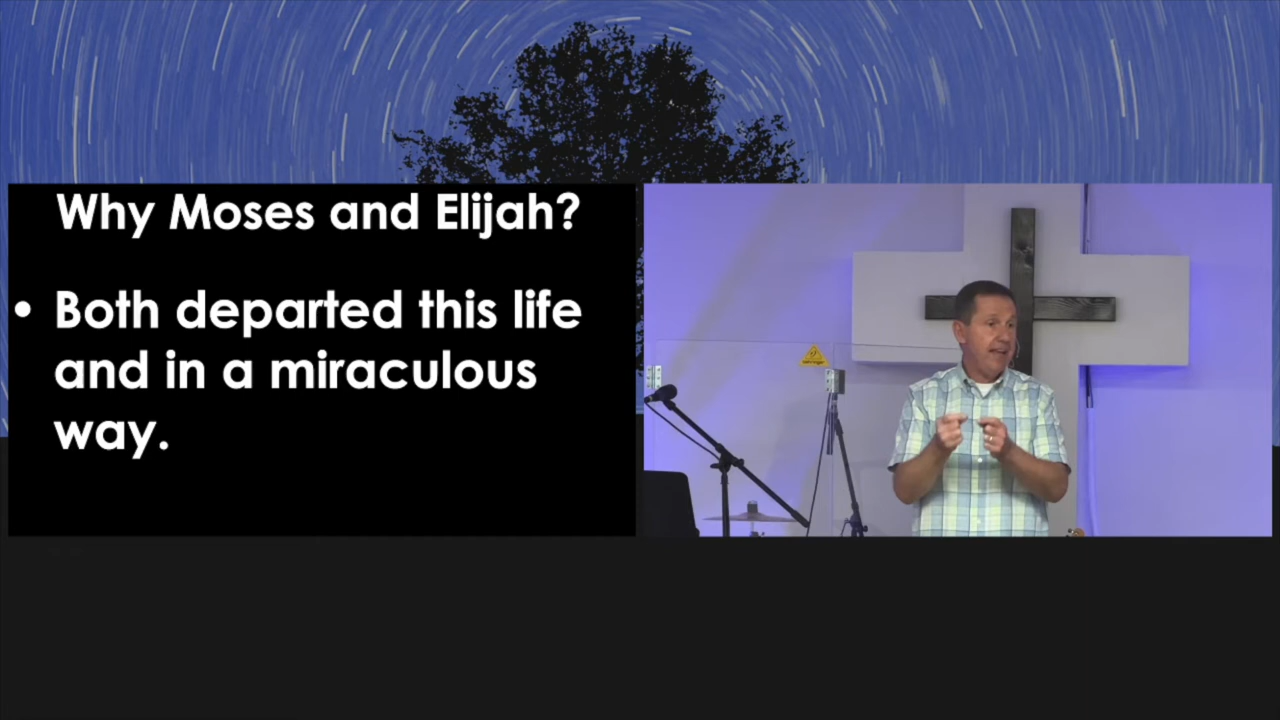 Why Moses and Elijah?
• Both departed this life
and in a miraculous
way.